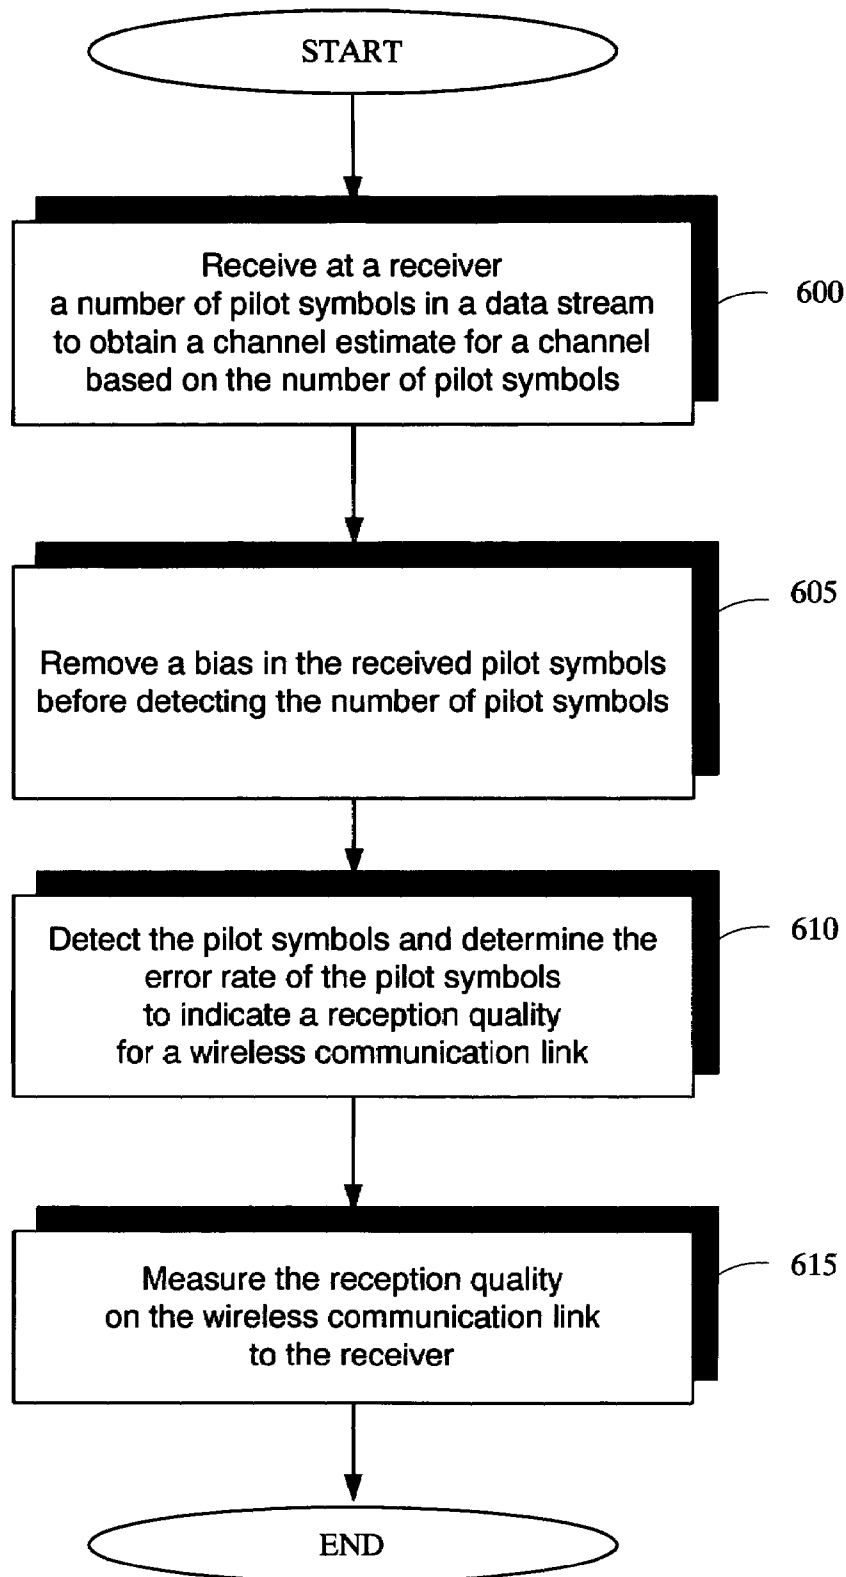 START
Receive at a receiver
a number of pilot symbols in a data stream
to obtain a channel estimate for a channel
based on the number of pilot symbols
600
Remove a bias in the received pilot symbols
before detecting the number of pilot symbols
605
Detect the pilot symbols and determine the
error rate of the pilot symbols
to indicate a reception quality
for a wireless communication link
610
Measure the reception quality
on the wireless communication link
to the receiver
615
END